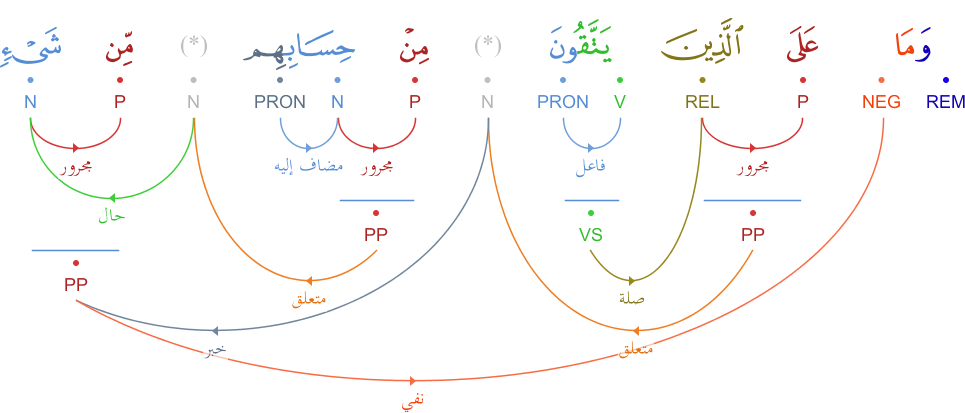 وَمَا عَلَى ٱلَّذِينَ يَتَّقُونَ (*) مِنْ حِسَابِهِم (*) مِّن شَىْءٍ
REM NEG P REL V PRON N P N PRON N P N
مجرور فاعل مجرور مضاف إليه مجرور
حال
PP VS PP
PP
صلة متعلق
متعلق خبر
نفي